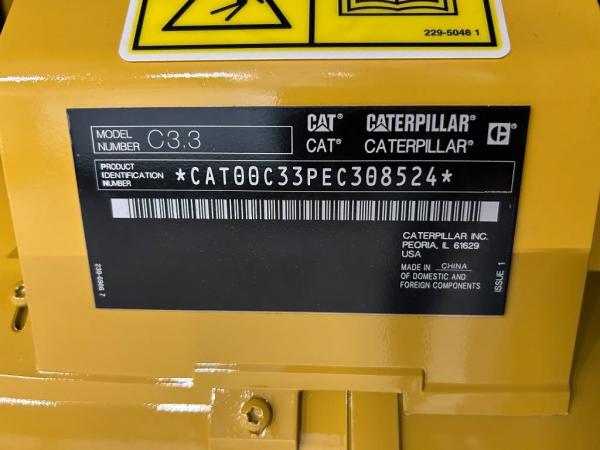 229-5048 1
MODEL NUMBER C3.3
CAT® CATERPILLAR® C
CAT® CATERPILLAR®
PRODUCT IDENTIFICATION NUMBER *CAT00C33PEC308524*
CATERPILLAR INC.
PEORIA, IL 61629
USA
MADE IN CHINA
OF DOMESTIC AND
FOREIGN COMPONENTS
ISSUE 1